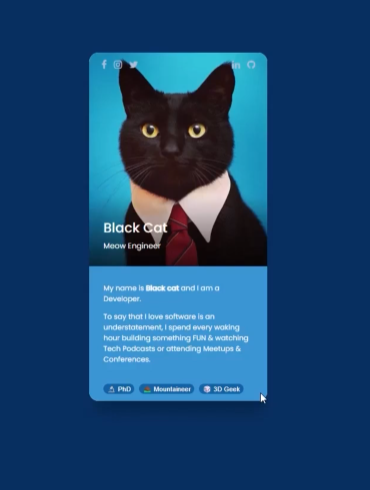 Black Cat
Meow Engineer
My name is Black cat and I am a
Developer.
To say that I love software is an
understatement, I spend every waking
hour building something FUN & watching
Tech Podcasts or attending Meetups &
Conferences.
PhD Mountaineer 3D Geek